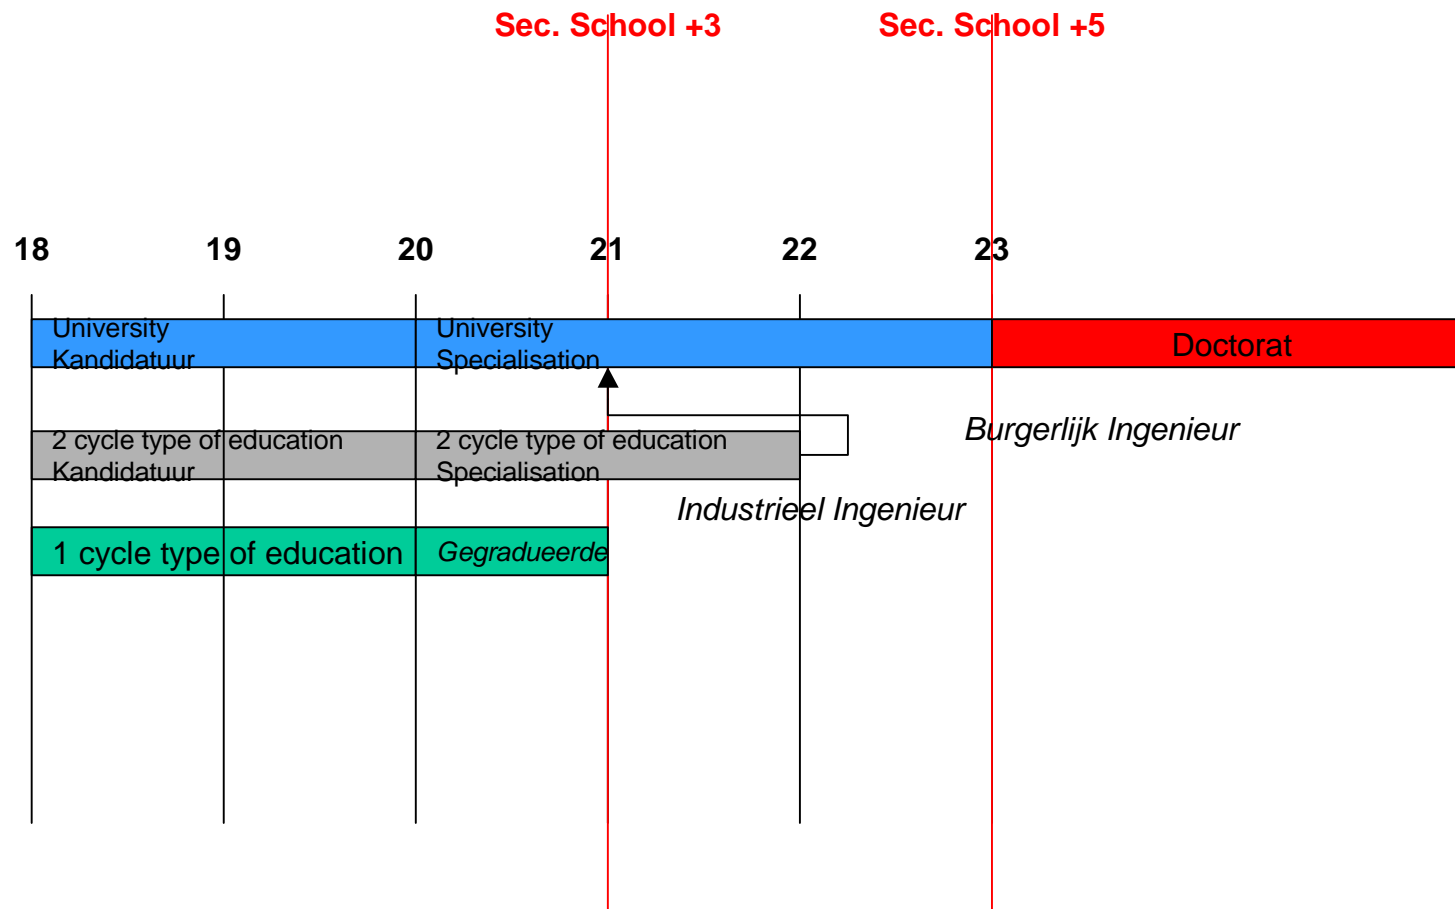 Sec. School +3
Sec. School +5
18
19
20
21
22
23
University
Kandidatuur
University
Specialisation
Doctorat
Burgerlijk Ingenieur
2 cycle type of education
Kandidatuur
2 cycle type of education
Specialisation
Industrieel Ingenieur
1 cycle type of education
Gegradueerde